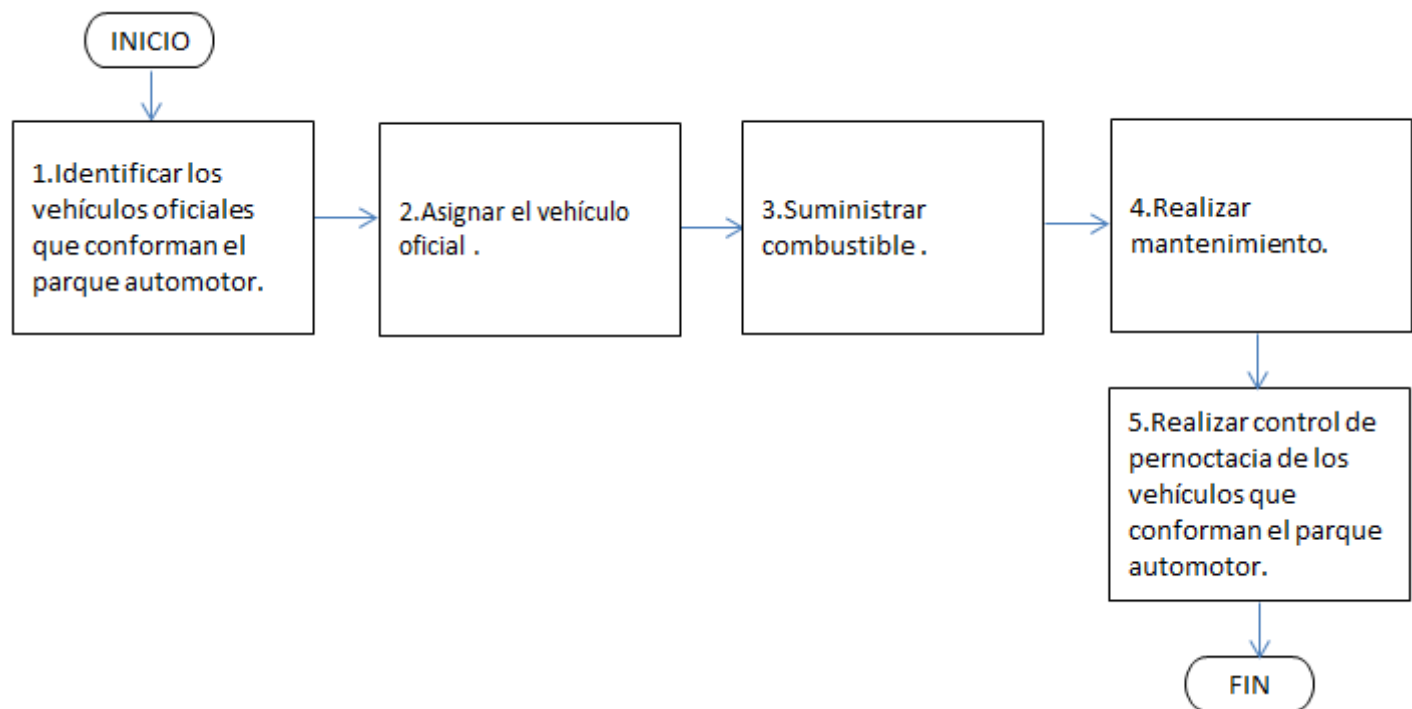 INICIO
1.Identificar los
vehículos oficiales
que conforman el
parque automotor.
2.Asignar el vehículo
oficial .
3.Suministrar
combustible .
4.Realizar
mantenimiento.
5.Realizar control de
pernoctacia de los
vehículos que
conforman el parque
automotor.
FIN